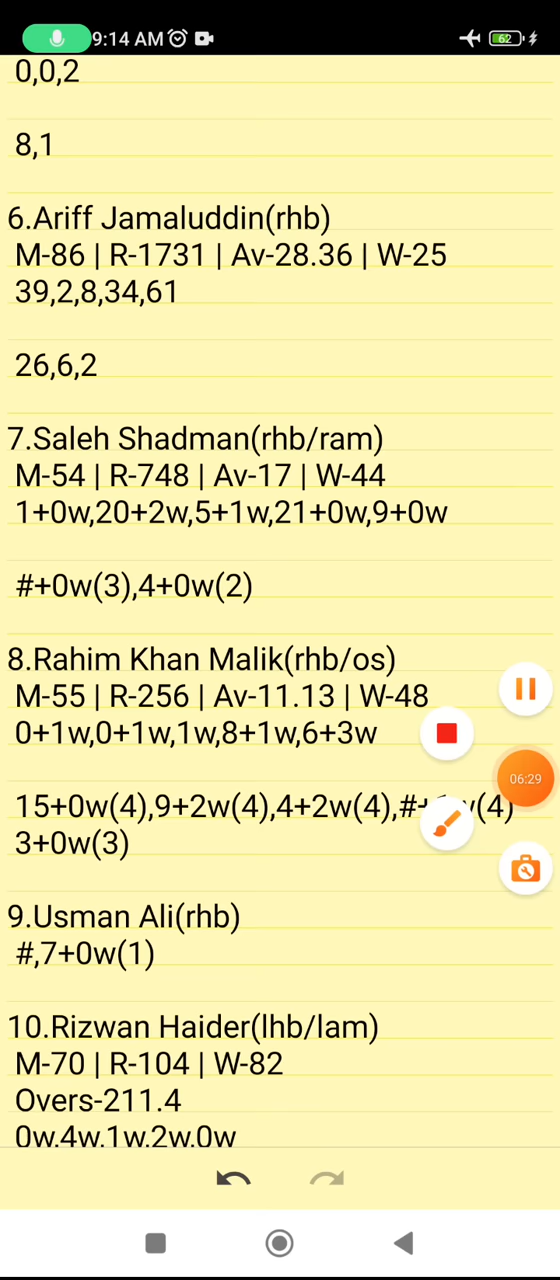 9:14 AM
62
0,0,2
8,1
6.Ariff Jamaluddin(rhb)
M-86 | R-1731 | Av-28.36 | W-25
39,2,8,34,61
26,6,2
7.Saleh Shadman(rhb/ram)
M-54 | R-748 | Av-17 | W-44
1+0w,20+2w,5+1w,21+0w,9+0w
#+0w(3),4+0w(2)
8.Rahim Khan Malik(rhb/os)
M-55 | R-256 | Av-11.13 | W-48
0+1w,0+1w,1w,8+1w,6+3w
06:29
15+0w(4),9+2w(4),4+2w(4),#+ (4)
3+0w(3)
9.Usman Ali(rhb)
#,7+0w(1)
10.Rizwan Haider(lhb/lam)
M-70 | R-104 | W-82
Overs-211.4
0w,4w,1w,2w,0w